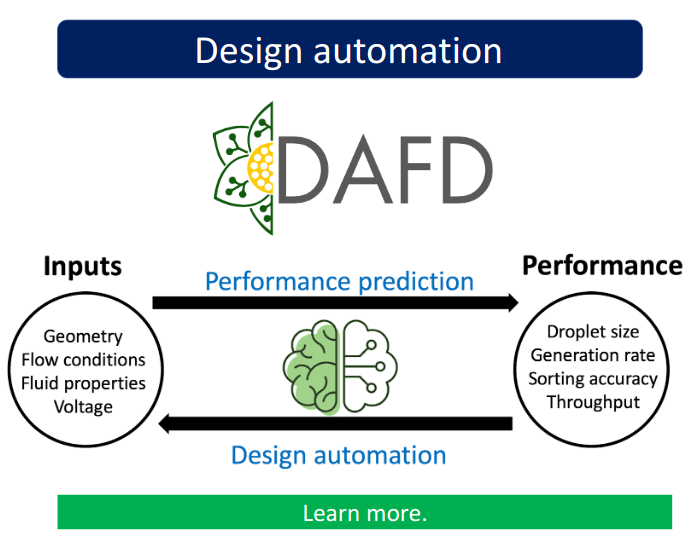 Design automation
DAFD
Inputs
Performance
Performance prediction
Geometry
Flow conditions
Fluid properties
Voltage
Droplet size
Generation rate
Sorting accuracy
Throughput
Design automation
Learn more.